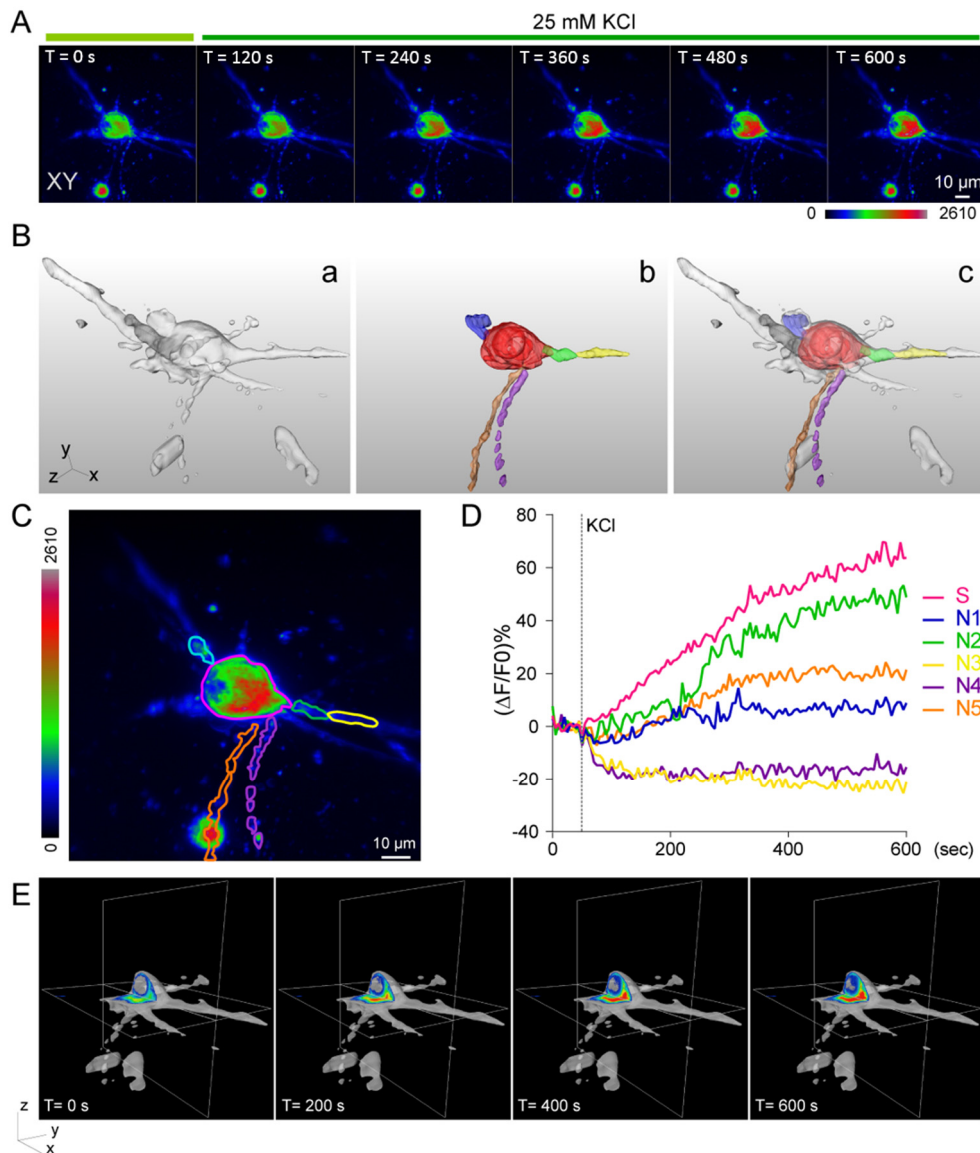 A
25 mM KCl
T = 0 s
T = 120 s
T = 240 s
T = 360 s
T = 480 s
T = 600 s
XY
10 µm
0
2610
B
a
b
c
y
z
x
C
2610
0
10 µm
D
80
60
40
20
0
-20
-40
(ΔF/F0)%
KCl
0
200
400
600
(sec)
S
N1
N2
N3
N4
N5
E
T= 0 s
T= 200 s
T= 400 s
T= 600 s
z
y
x